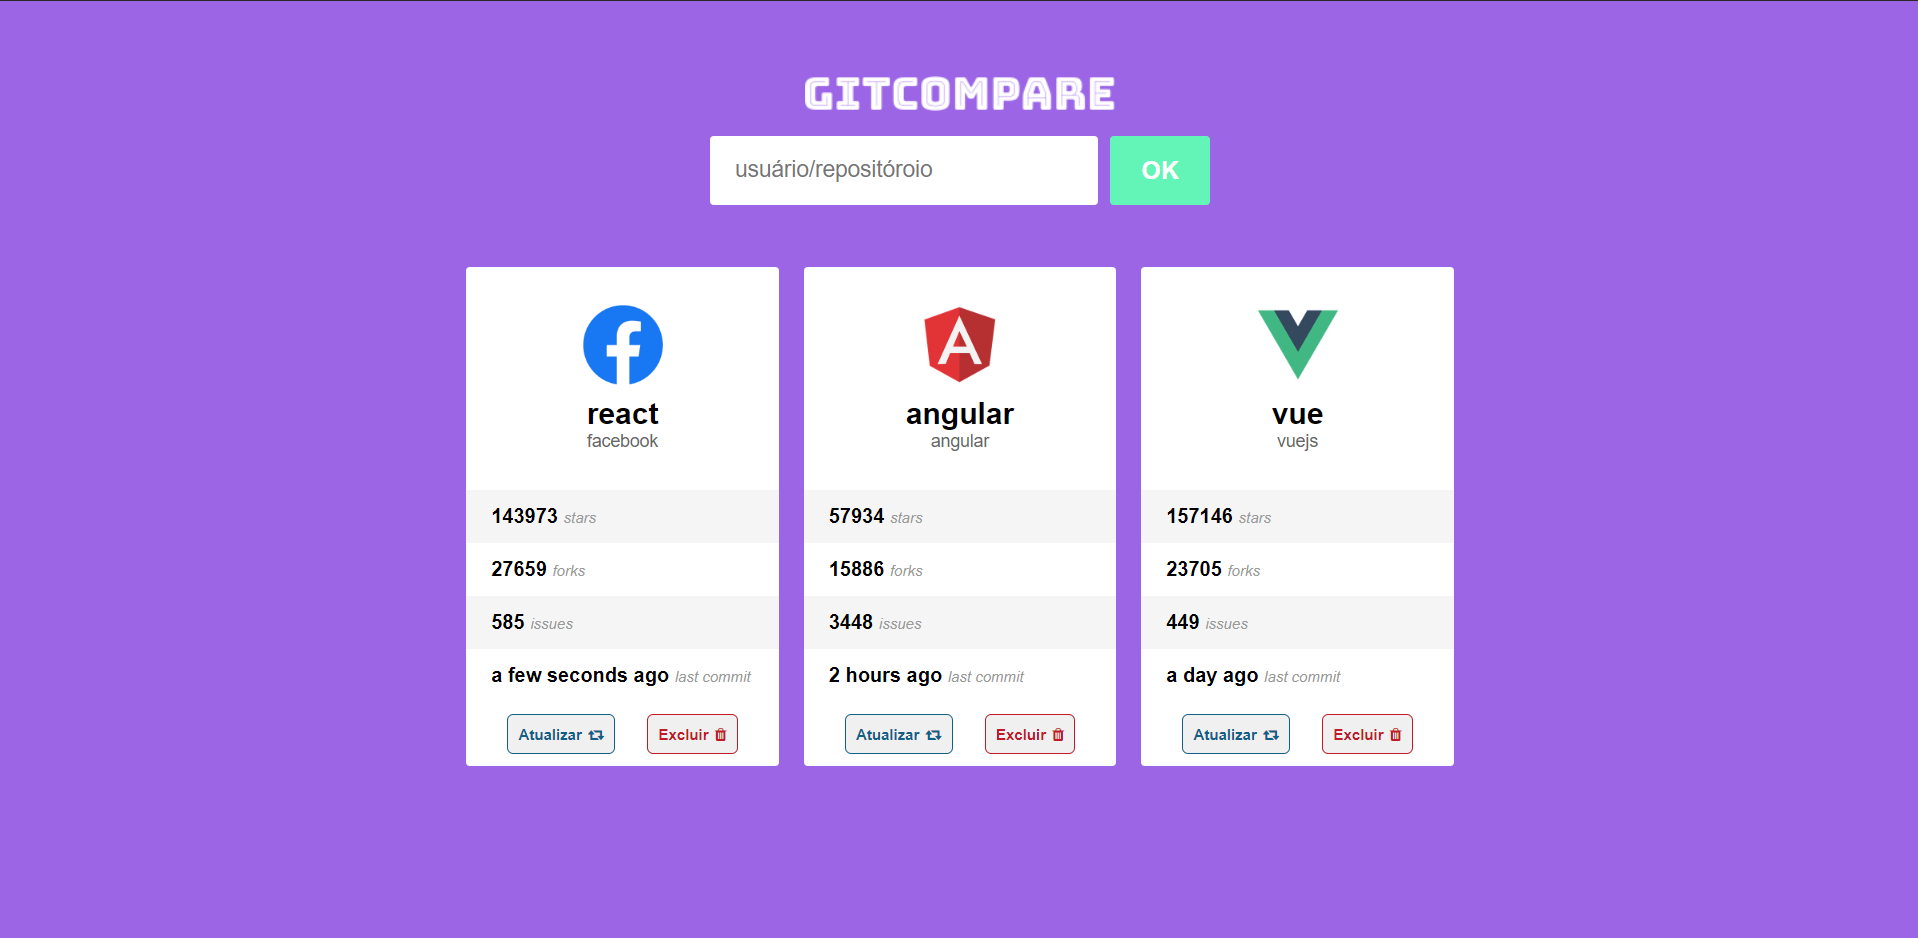 GITCOMPARE
usuário/repositóroio
OK
react
facebook
143973 stars
27659 forks
585 issues
a few seconds ago last commit
Atualizar
Excluir
angular
angular
57934 stars
15886 forks
3448 issues
2 hours ago last commit
Atualizar
Excluir
vue
vuejs
157146 stars
23705 forks
449 issues
a day ago last commit
Atualizar
Excluir